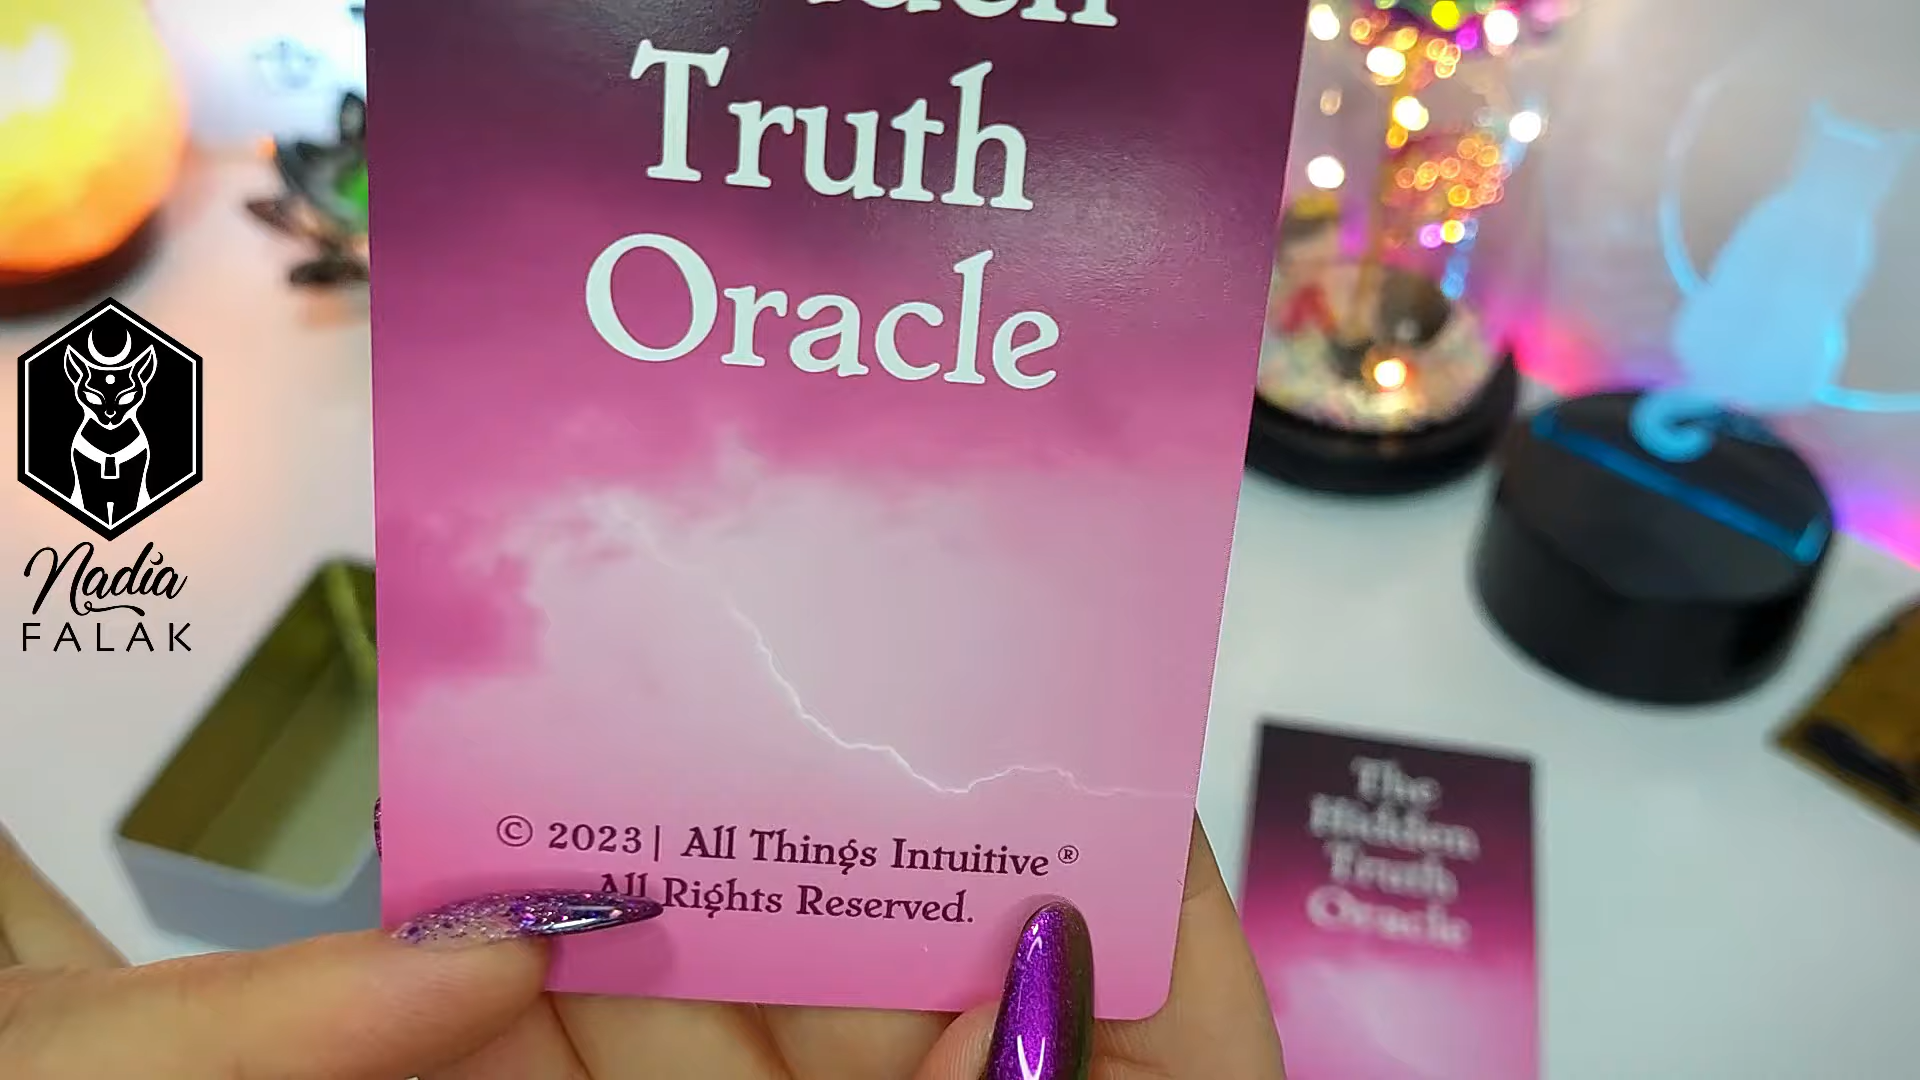 Truth
Oracle
© 2023 | All Things Intuitive®
All Rights Reserved.
Nadia
FALAK
The
Hidden
Truth
Oracle